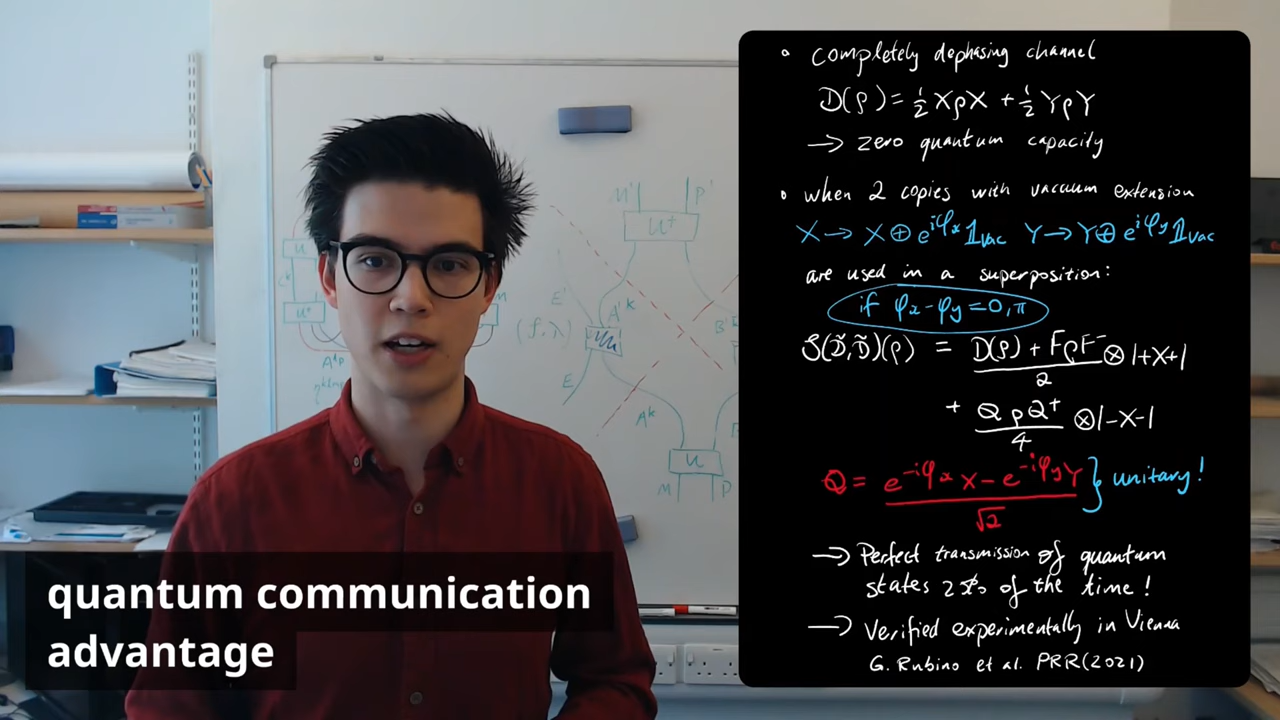 • completely dephasing channel
D(ρ) = ½ XρX + ½ YρY
→ zero quantum capacity
• when 2 copies with vacuum extension
X → X ⊕ e^{iφx} 𝟙vac Y → Y ⊕ e^{iφy} 𝟙vac
are used in a superposition:
if φx - φy = 0, π
S(D̃, D̃)(ρ) = (D(ρ) + FρF⁻)/2 ⊗ |+X+|
+ QρQ†/4 ⊗ |-X-|
Q = (e^{-iφx} X - e^{-iφy} Y)/√2 } unitary!
→ Perfect transmission of quantum
states 25% of the time!
→ Verified experimentally in Vienna
G. Rubino et al. PRR (2021)
M' P'
U†
U
C^k
U†
M
E'
A'^k
(f, λ)
B'
E
A^k
U
M P
quantum communication
advantage